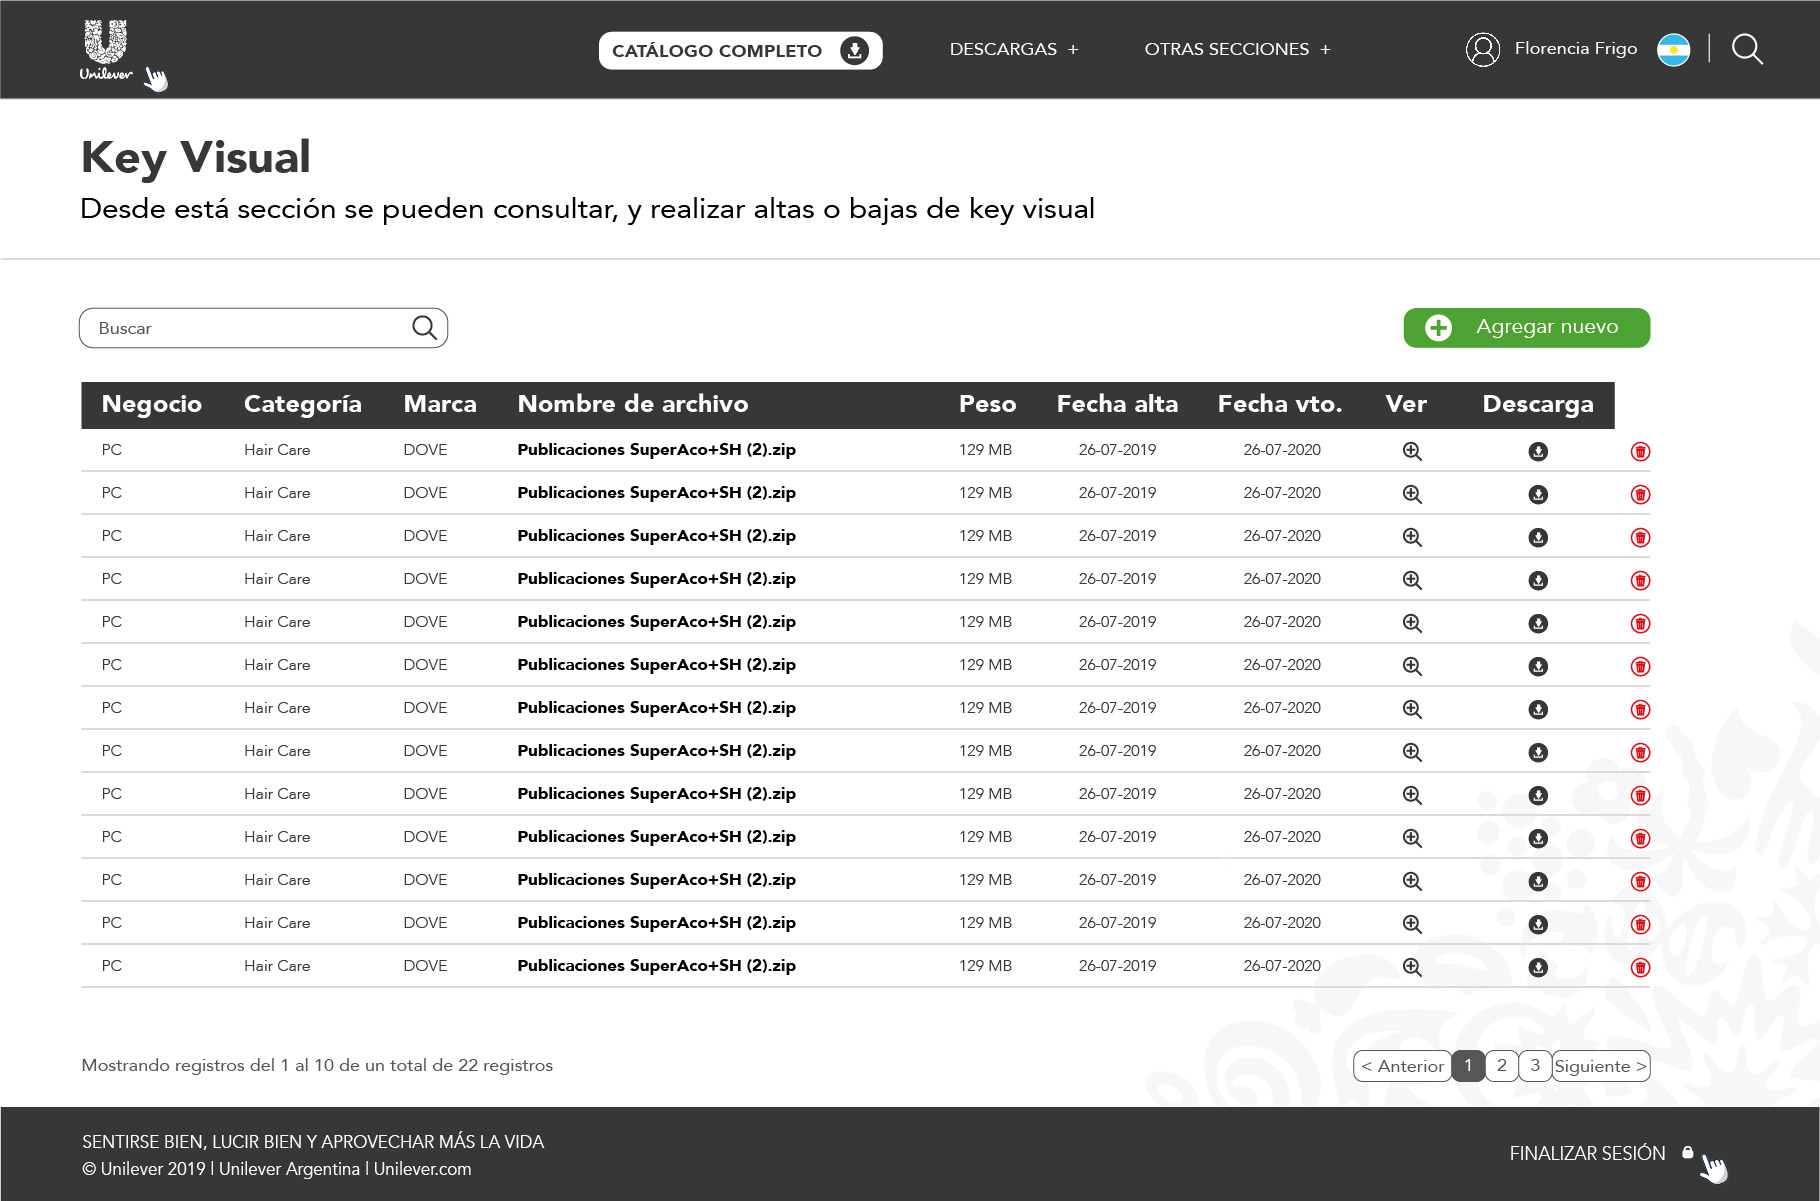 Unilever
CATÁLOGO COMPLETO
DESCARGAS +
OTRAS SECCIONES +
Florencia Frigo
Key Visual
Desde está sección se pueden consultar, y realizar altas o bajas de key visual
Buscar
Agregar nuevo
Negocio Categoría Marca Nombre de archivo Peso Fecha alta Fecha vto. Ver Descarga
PC Hair Care DOVE Publicaciones SuperAco+SH (2).zip 129 MB 26-07-2019 26-07-2020
PC Hair Care DOVE Publicaciones SuperAco+SH (2).zip 129 MB 26-07-2019 26-07-2020
PC Hair Care DOVE Publicaciones SuperAco+SH (2).zip 129 MB 26-07-2019 26-07-2020
PC Hair Care DOVE Publicaciones SuperAco+SH (2).zip 129 MB 26-07-2019 26-07-2020
PC Hair Care DOVE Publicaciones SuperAco+SH (2).zip 129 MB 26-07-2019 26-07-2020
PC Hair Care DOVE Publicaciones SuperAco+SH (2).zip 129 MB 26-07-2019 26-07-2020
PC Hair Care DOVE Publicaciones SuperAco+SH (2).zip 129 MB 26-07-2019 26-07-2020
PC Hair Care DOVE Publicaciones SuperAco+SH (2).zip 129 MB 26-07-2019 26-07-2020
PC Hair Care DOVE Publicaciones SuperAco+SH (2).zip 129 MB 26-07-2019 26-07-2020
PC Hair Care DOVE Publicaciones SuperAco+SH (2).zip 129 MB 26-07-2019 26-07-2020
PC Hair Care DOVE Publicaciones SuperAco+SH (2).zip 129 MB 26-07-2019 26-07-2020
PC Hair Care DOVE Publicaciones SuperAco+SH (2).zip 129 MB 26-07-2019 26-07-2020
PC Hair Care DOVE Publicaciones SuperAco+SH (2).zip 129 MB 26-07-2019 26-07-2020
Mostrando registros del 1 al 10 de un total de 22 registros
< Anterior 1 2 3 Siguiente >
SENTIRSE BIEN, LUCIR BIEN Y APROVECHAR MÁS LA VIDA
© Unilever 2019 | Unilever Argentina | Unilever.com
FINALIZAR SESIÓN